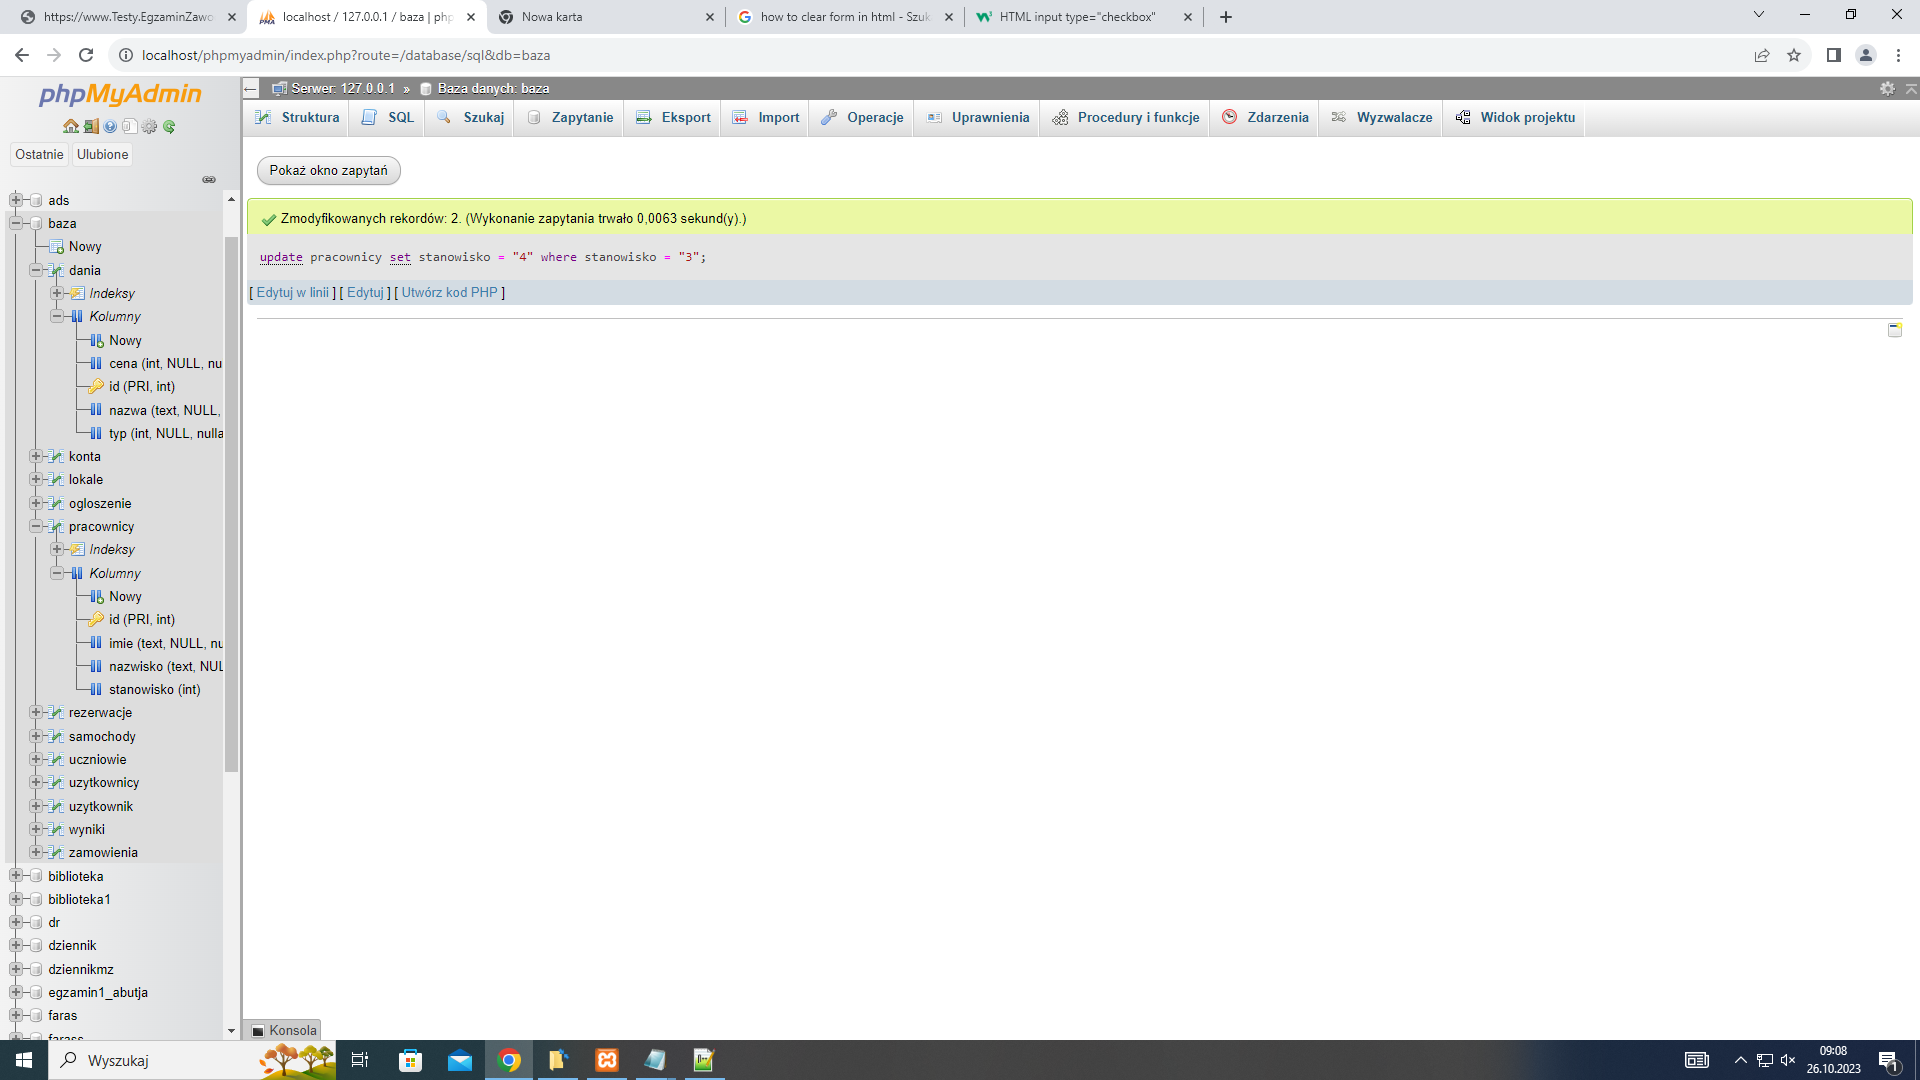 https://www.Testy.EgzaminZawo
localhost / 127.0.0.1 / baza | php
Nowa karta
how to clear form in html - Szuk
HTML input type="checkbox"
localhost/phpmyadmin/index.php?route=/database/sql&db=baza
phpMyAdmin
Ostatnie
Ulubione
ads
baza
Nowy
dania
Indeksy
Kolumny
Nowy
cena (int, NULL, nu
id (PRI, int)
nazwa (text, NULL,
typ (int, NULL, nulla
konta
lokale
ogloszenie
pracownicy
Indeksy
Kolumny
Nowy
id (PRI, int)
imie (text, NULL, nu
nazwisko (text, NUL
stanowisko (int)
rezerwacje
samochody
uczniowie
uzytkownicy
uzytkownik
wyniki
zamowienia
biblioteka
biblioteka1
dr
dziennik
dziennikmz
egzamin1_abutja
faras
farass
Serwer: 127.0.0.1 » Baza danych: baza
Struktura
SQL
Szukaj
Zapytanie
Eksport
Import
Operacje
Uprawnienia
Procedury i funkcje
Zdarzenia
Wyzwalacze
Widok projektu
Pokaż okno zapytań
Zmodyfikowanych rekordów: 2. (Wykonanie zapytania trwało 0,0063 sekund(y).)
update pracownicy set stanowisko = "4" where stanowisko = "3";
[ Edytuj w linii ] [ Edytuj ] [ Utwórz kod PHP ]
Konsola
Wyszukaj
09:08
26.10.2023
1